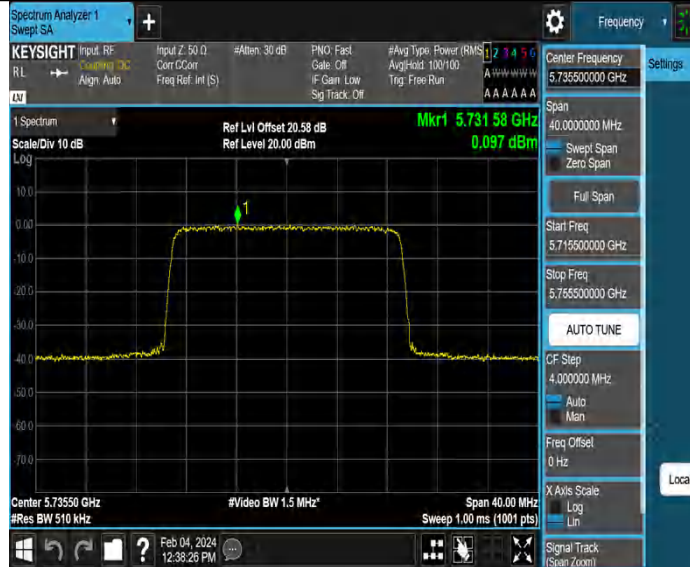 Spectrum Analyzer 1
Swept SA
+
Frequency
KEYSIGHT
RL
Input: RF
Coupling: DC
Align: Auto
Input Z: 50 Ω
Corr CCorr
Freq Ref: Int (S)
#Atten: 30 dB
PNO: Fast
Gate: Off
IF Gain: Low
Sig Track: Off
#Avg Type: Power (RMS
Avg|Hold: 100/100
Trig: Free Run
1 2 3 4 5 6
A W W W W W
A A A A A A
LXI
1 Spectrum
Scale/Div 10 dB
Log
Ref Lvl Offset 20.58 dB
Ref Level 20.00 dBm
Mkr1 5.731 58 GHz
0.097 dBm
10.0
0.00
-10.0
-20.0
-30.0
-40.0
-50.0
-60.0
-70.0
1
Center 5.73550 GHz
#Res BW 510 kHz
#Video BW 1.5 MHz*
Span 40.00 MHz
Sweep 1.00 ms (1001 pts)
?
Feb 04, 2024
12:38:26 PM
Center Frequency
5.735500000 GHz
Settings
Span
40.0000000 MHz
Swept Span
Zero Span
Full Span
Start Freq
5.715500000 GHz
Stop Freq
5.755500000 GHz
AUTO TUNE
CF Step
4.000000 MHz
Auto
Man
Freq Offset
0 Hz
X Axis Scale
Log
Lin
Local
Signal Track
(Span Zoom)